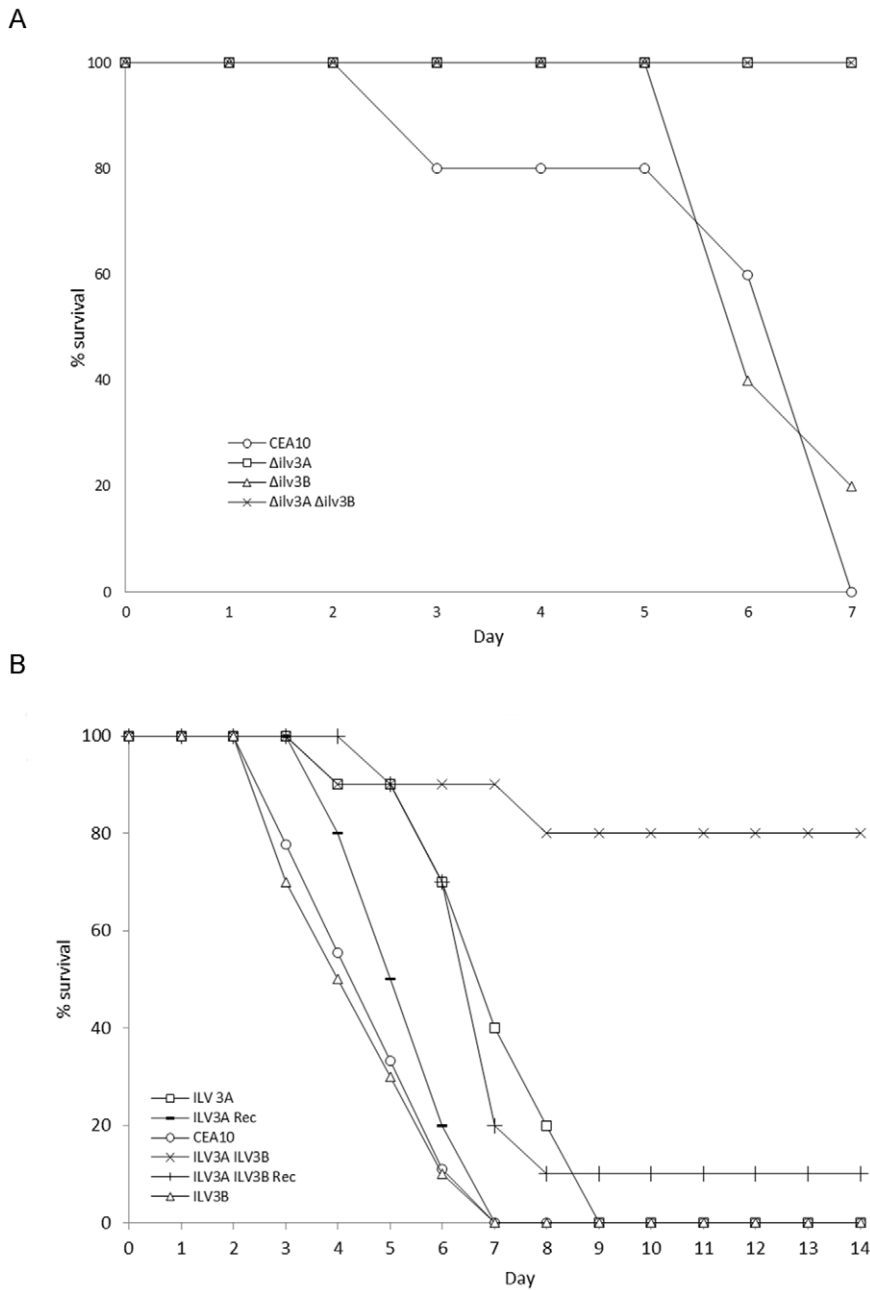 A
100
80
60
40
20
0
% survival
CEA10
Δilv3A
Δilv3B
Δilv3A Δilv3B
0 1 2 3 4 5 6 7
Day
B
100
80
60
40
20
0
% survival
ILV 3A
ILV3A Rec
CEA10
ILV3A ILV3B
ILV3A ILV3B Rec
ILV3B
0 1 2 3 4 5 6 7 8 9 10 11 12 13 14
Day